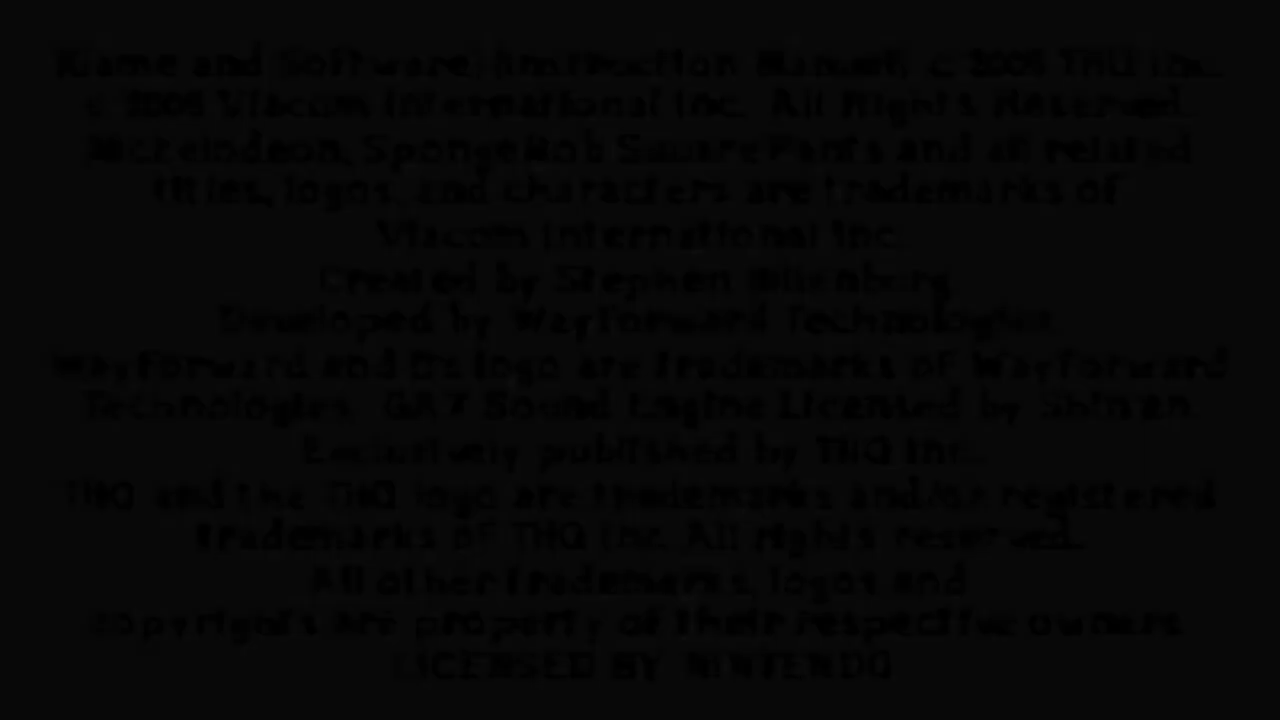 Game and Software Instruction Manual c 2006 THQ Inc.
c 2006 Viacom International Inc. All Rights Reserved.
Nickelodeon, SpongeBob SquarePants and all related
titles, logos, and characters are trademarks of
Viacom International Inc.
Created by Stephen Hillenburg
Developed by WayForward Technologies
WayForward and its logo are trademarks of WayForward
Technologies. GAX Sound Engine Licensed by Shin'en.
Exclusively published by THQ Inc.
THQ and the THQ logo are trademarks and/or registered
trademarks of THQ Inc. All rights reserved.
All other trademarks, logos and
copyrights are property of their respective owners
LICENSED BY NINTENDO